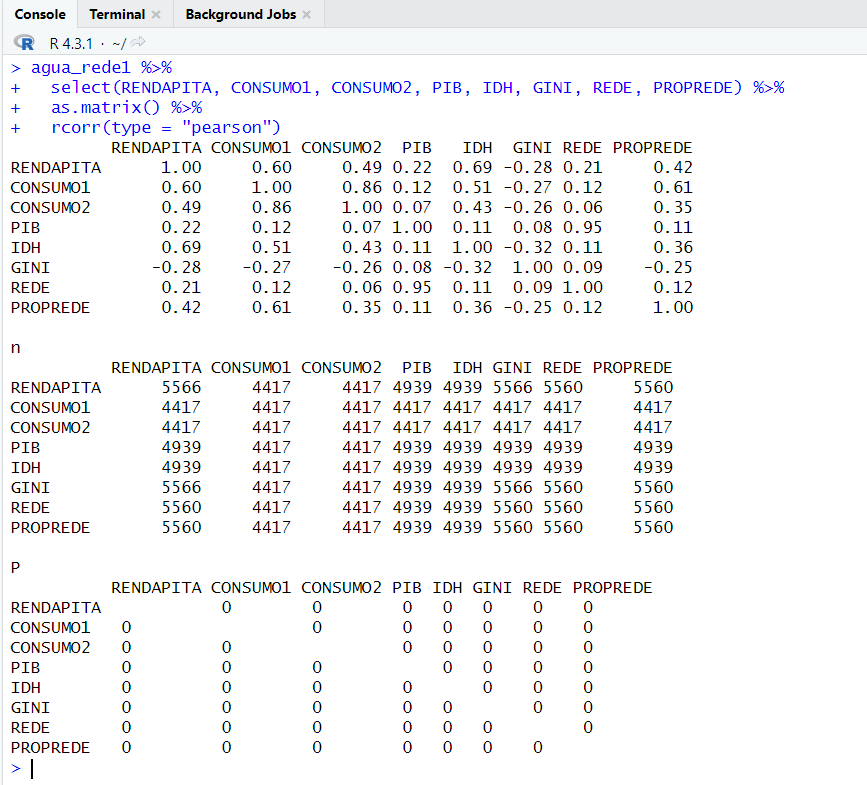 Console Terminal Background Jobs
R 4.3.1 · ~/
> agua_rede1 %>%
+   select(RENDAPITA, CONSUMO1, CONSUMO2, PIB, IDH, GINI, REDE, PROPREDE) %>%
+   as.matrix() %>%
+   rcorr(type = "pearson")
          RENDAPITA CONSUMO1 CONSUMO2  PIB   IDH  GINI REDE PROPREDE
RENDAPITA      1.00     0.60     0.49 0.22  0.69 -0.28 0.21     0.42
CONSUMO1       0.60     1.00     0.86 0.12  0.51 -0.27 0.12     0.61
CONSUMO2       0.49     0.86     1.00 0.07  0.43 -0.26 0.06     0.35
PIB            0.22     0.12     0.07 1.00  0.11  0.08 0.95     0.11
IDH            0.69     0.51     0.43 0.11  1.00 -0.32 0.11     0.36
GINI          -0.28    -0.27    -0.26 0.08 -0.32  1.00 0.09    -0.25
REDE           0.21     0.12     0.06 0.95  0.11  0.09 1.00     0.12
PROPREDE       0.42     0.61     0.35 0.11  0.36 -0.25 0.12     1.00
n
          RENDAPITA CONSUMO1 CONSUMO2  PIB  IDH GINI REDE PROPREDE
RENDAPITA      5566     4417     4417 4939 4939 5566 5560     5560
CONSUMO1       4417     4417     4417 4417 4417 4417 4417     4417
CONSUMO2       4417     4417     4417 4417 4417 4417 4417     4417
PIB            4939     4417     4417 4939 4939 4939 4939     4939
IDH            4939     4417     4417 4939 4939 4939 4939     4939
GINI           5566     4417     4417 4939 4939 5566 5560     5560
REDE           5560     4417     4417 4939 4939 5560 5560     5560
PROPREDE       5560     4417     4417 4939 4939 5560 5560     5560
P
          RENDAPITA CONSUMO1 CONSUMO2 PIB IDH GINI REDE PROPREDE
RENDAPITA            0        0        0   0   0    0    0
CONSUMO1   0                  0        0   0   0    0    0
CONSUMO2   0         0                 0   0   0    0    0
PIB        0         0        0            0   0    0    0
IDH        0         0        0        0       0    0    0
GINI       0         0        0        0   0        0    0
REDE       0         0        0        0   0   0         0
PROPREDE   0         0        0        0   0   0    0
>